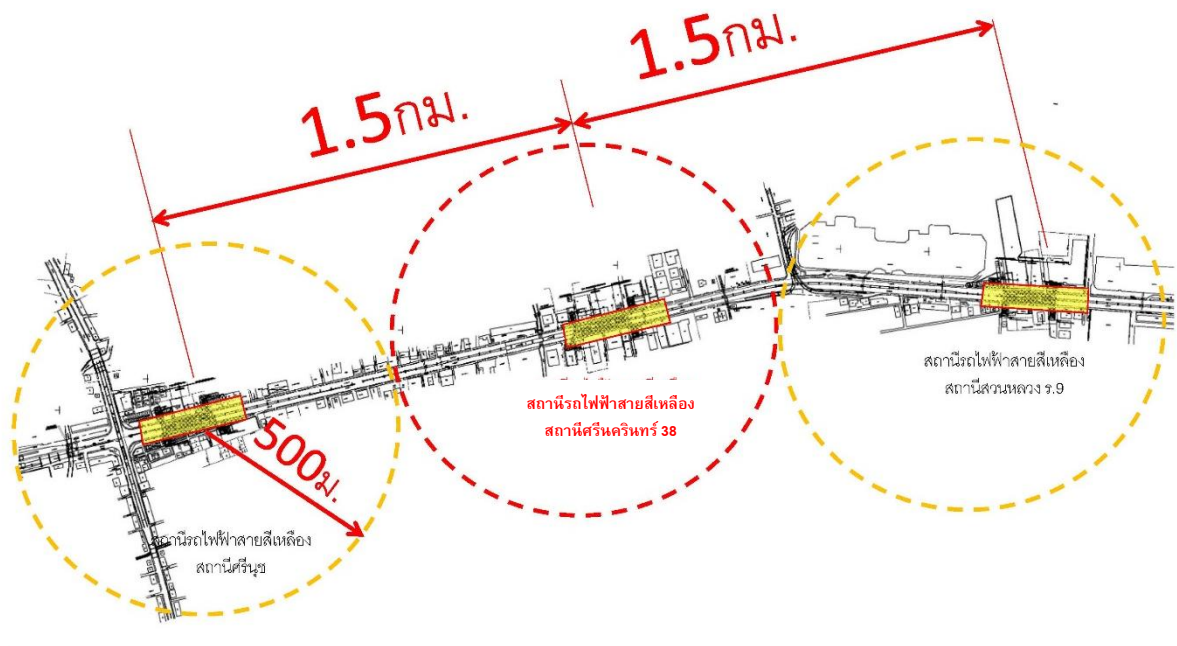 1.5กม.
1.5กม.
500ม.
สถานีรถไฟฟ้าสายสีเหลือง
สถานีศรีนุช
สถานีรถไฟฟ้าสายสีเหลือง
สถานีศรีนครินทร์ 38
สถานีรถไฟฟ้าสายสีเหลือง
สถานีสวนหลวง ร.9